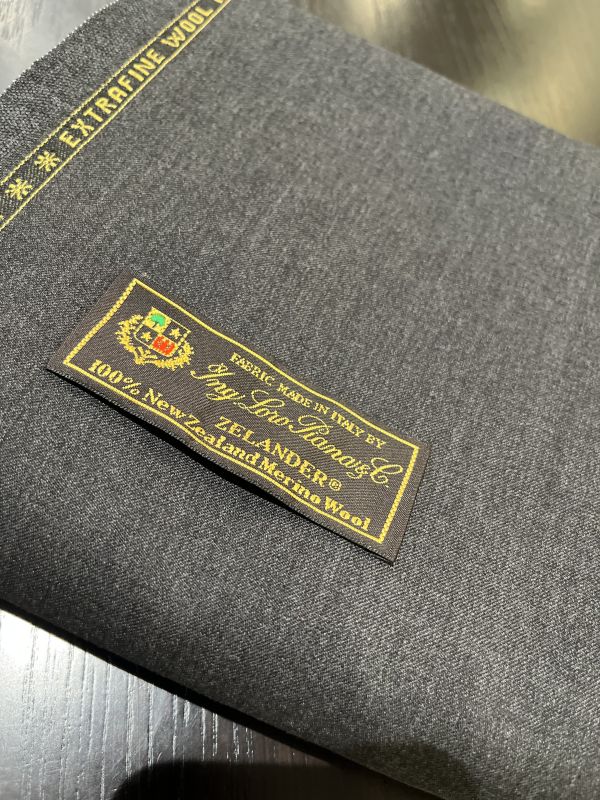 EXTRAFINE WOOL
FABRIC MADE IN ITALY BY
Ing Loro Piana & C.
ZELANDER®
100% New Zealand Merino Wool